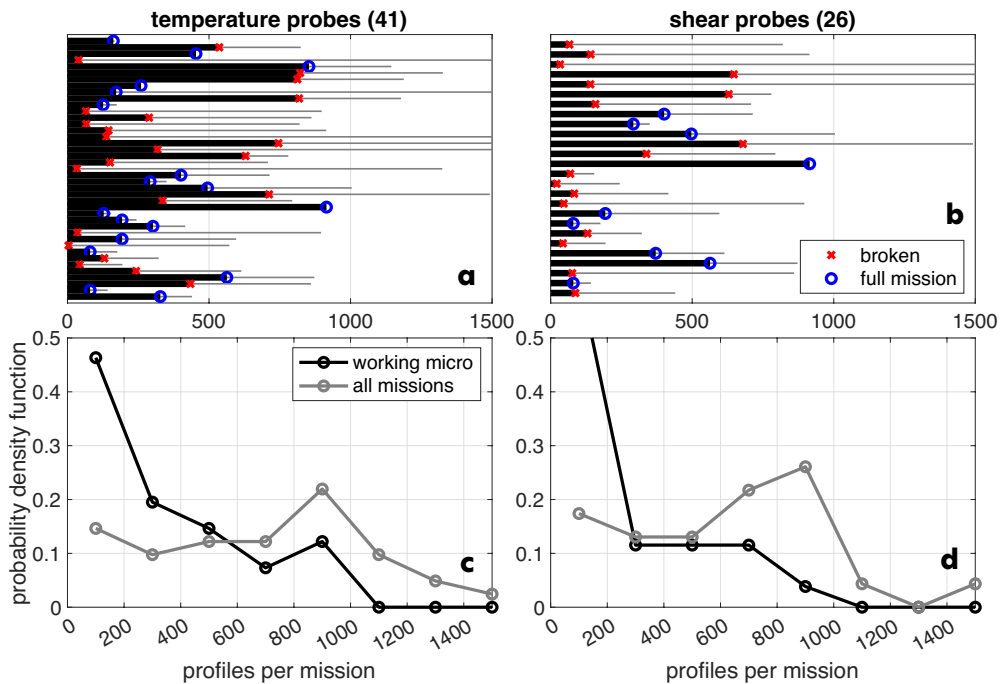 temperature probes (41)
shear probes (26)
a
b
broken
full mission
0 500 1000 1500
0 500 1000 1500
probability density function
0.5
0.4
0.3
0.2
0.1
0
working micro
all missions
c
0 200 400 600 800 1000 1200 1400
profiles per mission
0.5
0.4
0.3
0.2
0.1
0
d
0 200 400 600 800 1000 1200 1400
profiles per mission